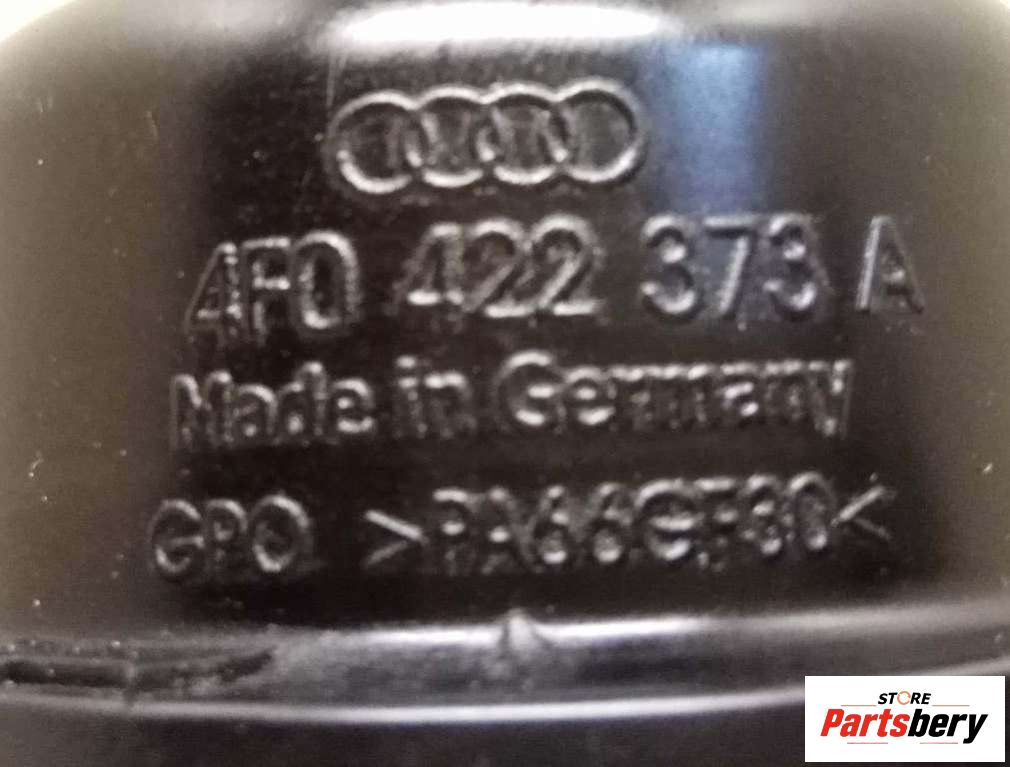 4F0 422 373 A
Made in Germany
GPO >PA66GF30<
STORE
Partsbery